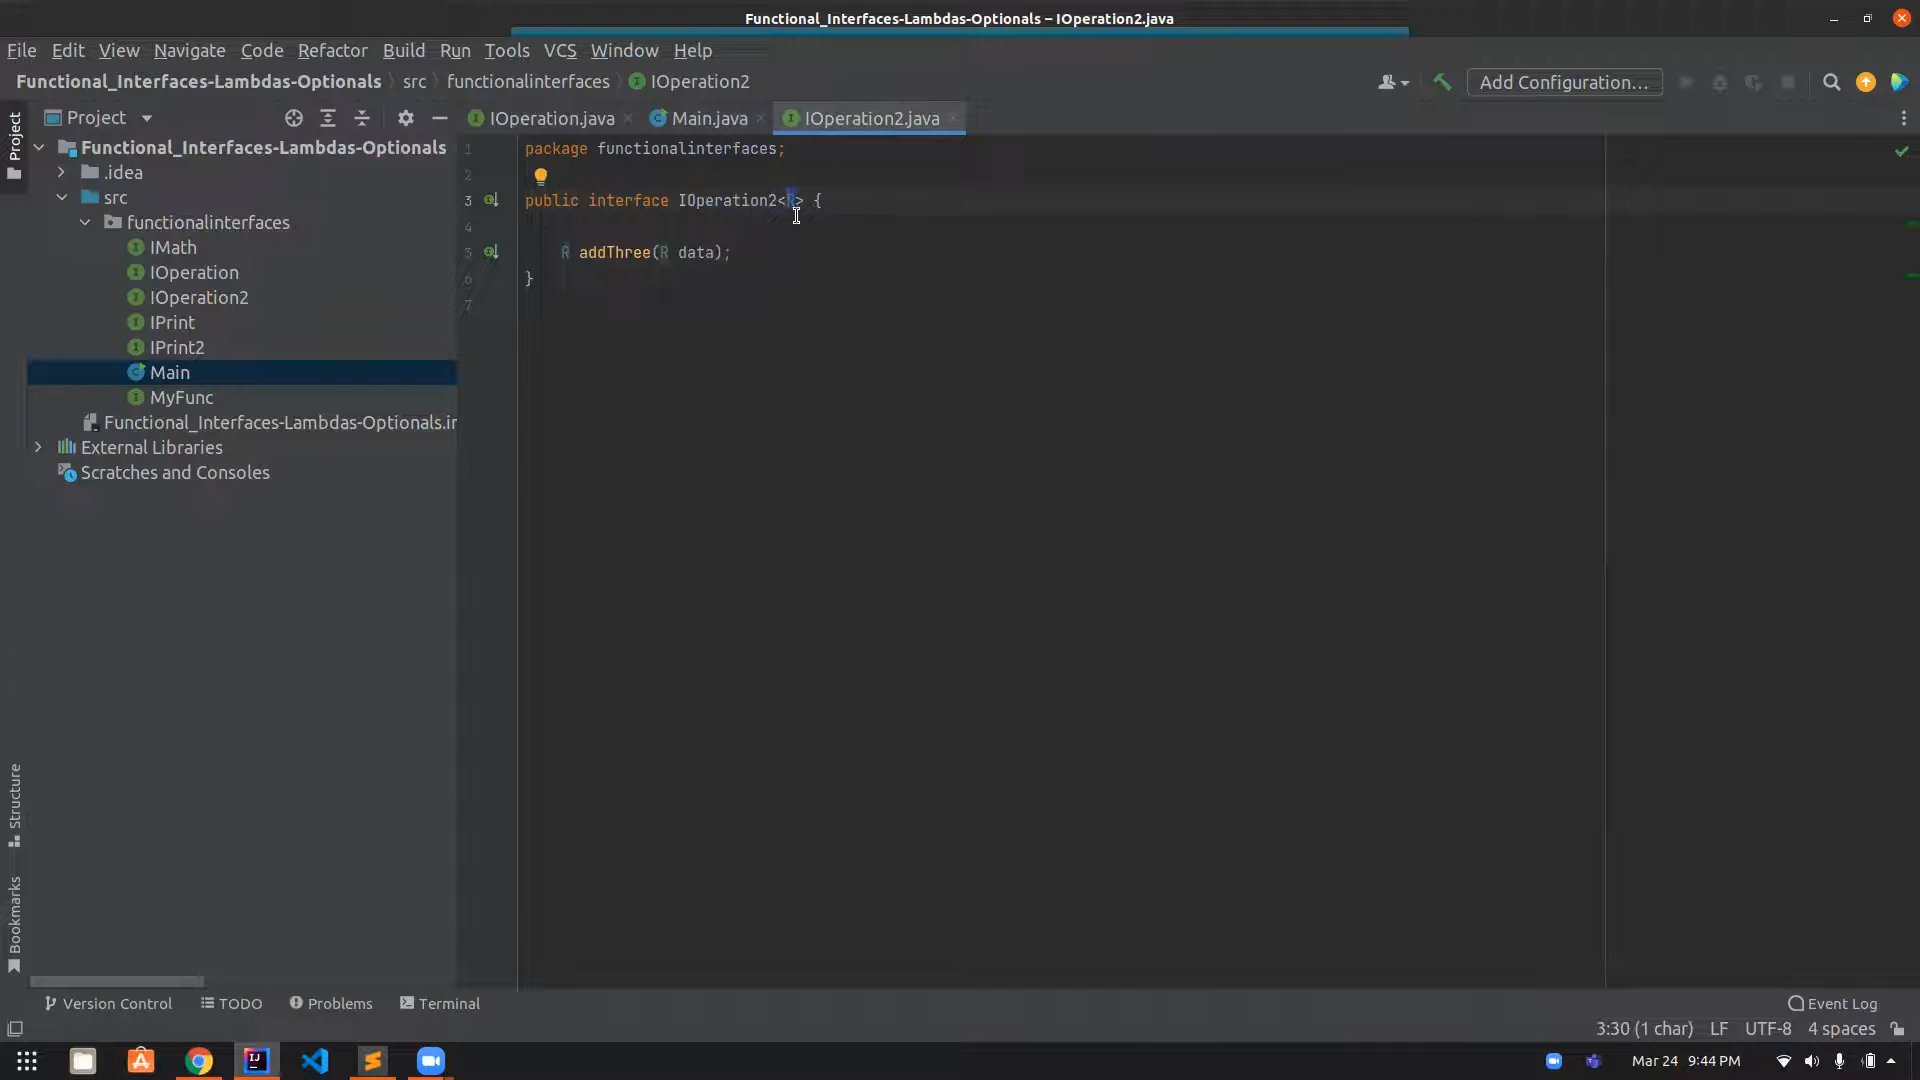 Functional_Interfaces-Lambdas-Optionals – IOperation2.java
File Edit View Navigate Code Refactor Build Run Tools VCS Window Help
Functional_Interfaces-Lambdas-Optionals src functionalinterfaces IOperation2
Add Configuration...
Project
Project
IOperation.java Main.java IOperation2.java
Functional_Interfaces-Lambdas-Optionals
.idea
src
functionalinterfaces
IMath
IOperation
IOperation2
IPrint
IPrint2
Main
MyFunc
Functional_Interfaces-Lambdas-Optionals.ir
External Libraries
Scratches and Consoles
1 package functionalinterfaces;
2
3 public interface IOperation2<R> {
4
5 R addThree(R data);
6 }
7
Structure
Bookmarks
Version Control TODO Problems Terminal
Event Log
3:30 (1 char) LF UTF-8 4 spaces
Mar 24 9:44 PM